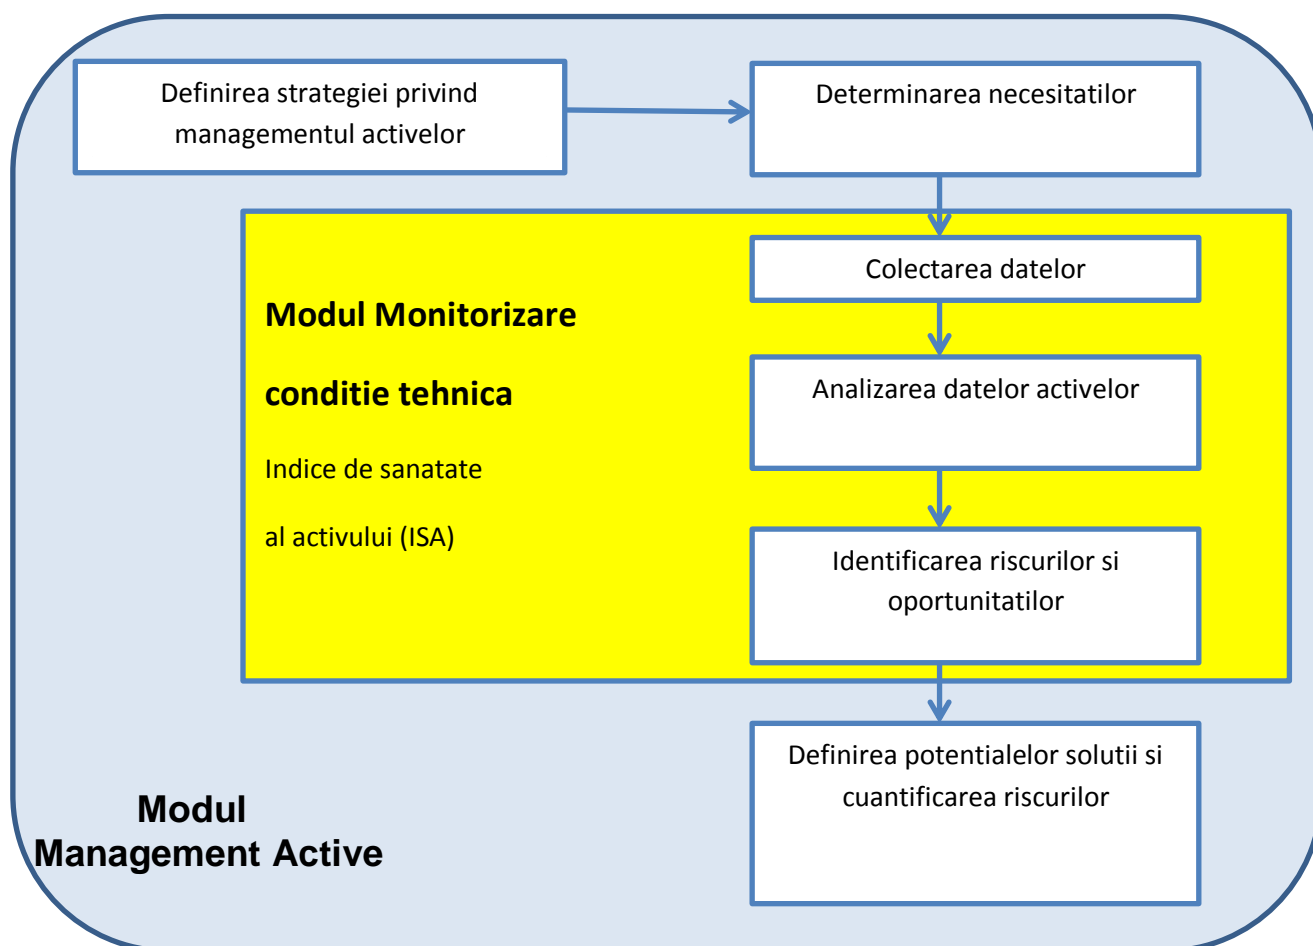 Definirea strategiei privind
managementul activelor
Determinarea necesitatilor
Colectarea datelor
Modul Monitorizare
conditie tehnica
Indice de sanatate
al activului (ISA)
Analizarea datelor activelor
Identificarea riscurilor si
oportunitatilor
Definirea potentialelor solutii si
cuantificarea riscurilor
Modul
Management Active